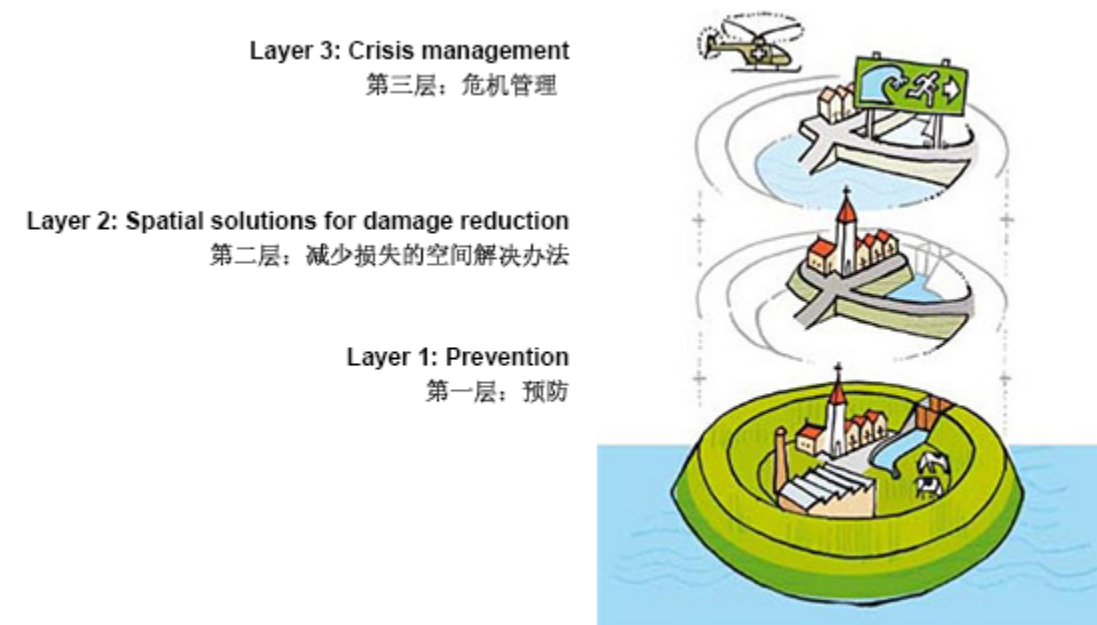 Layer 3: Crisis management
第三层：危机管理
Layer 2: Spatial solutions for damage reduction
第二层：减少损失的空间解决办法
Layer 1: Prevention
第一层：预防